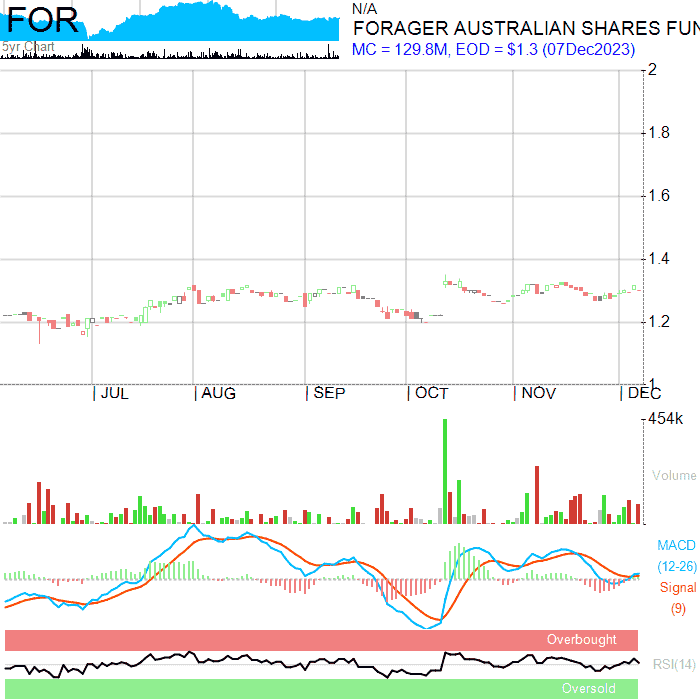 FOR
5yr Chart
N/A
FORAGER AUSTRALIAN SHARES FUN
MC = 129.8M, EOD = $1.3 (07Dec2023)
2
1.8
1.6
1.4
1.2
1
JUL AUG SEP OCT NOV DEC
454k
Volume
MACD
(12-26)
Signal
(9)
Overbought
RSI(14)
Oversold